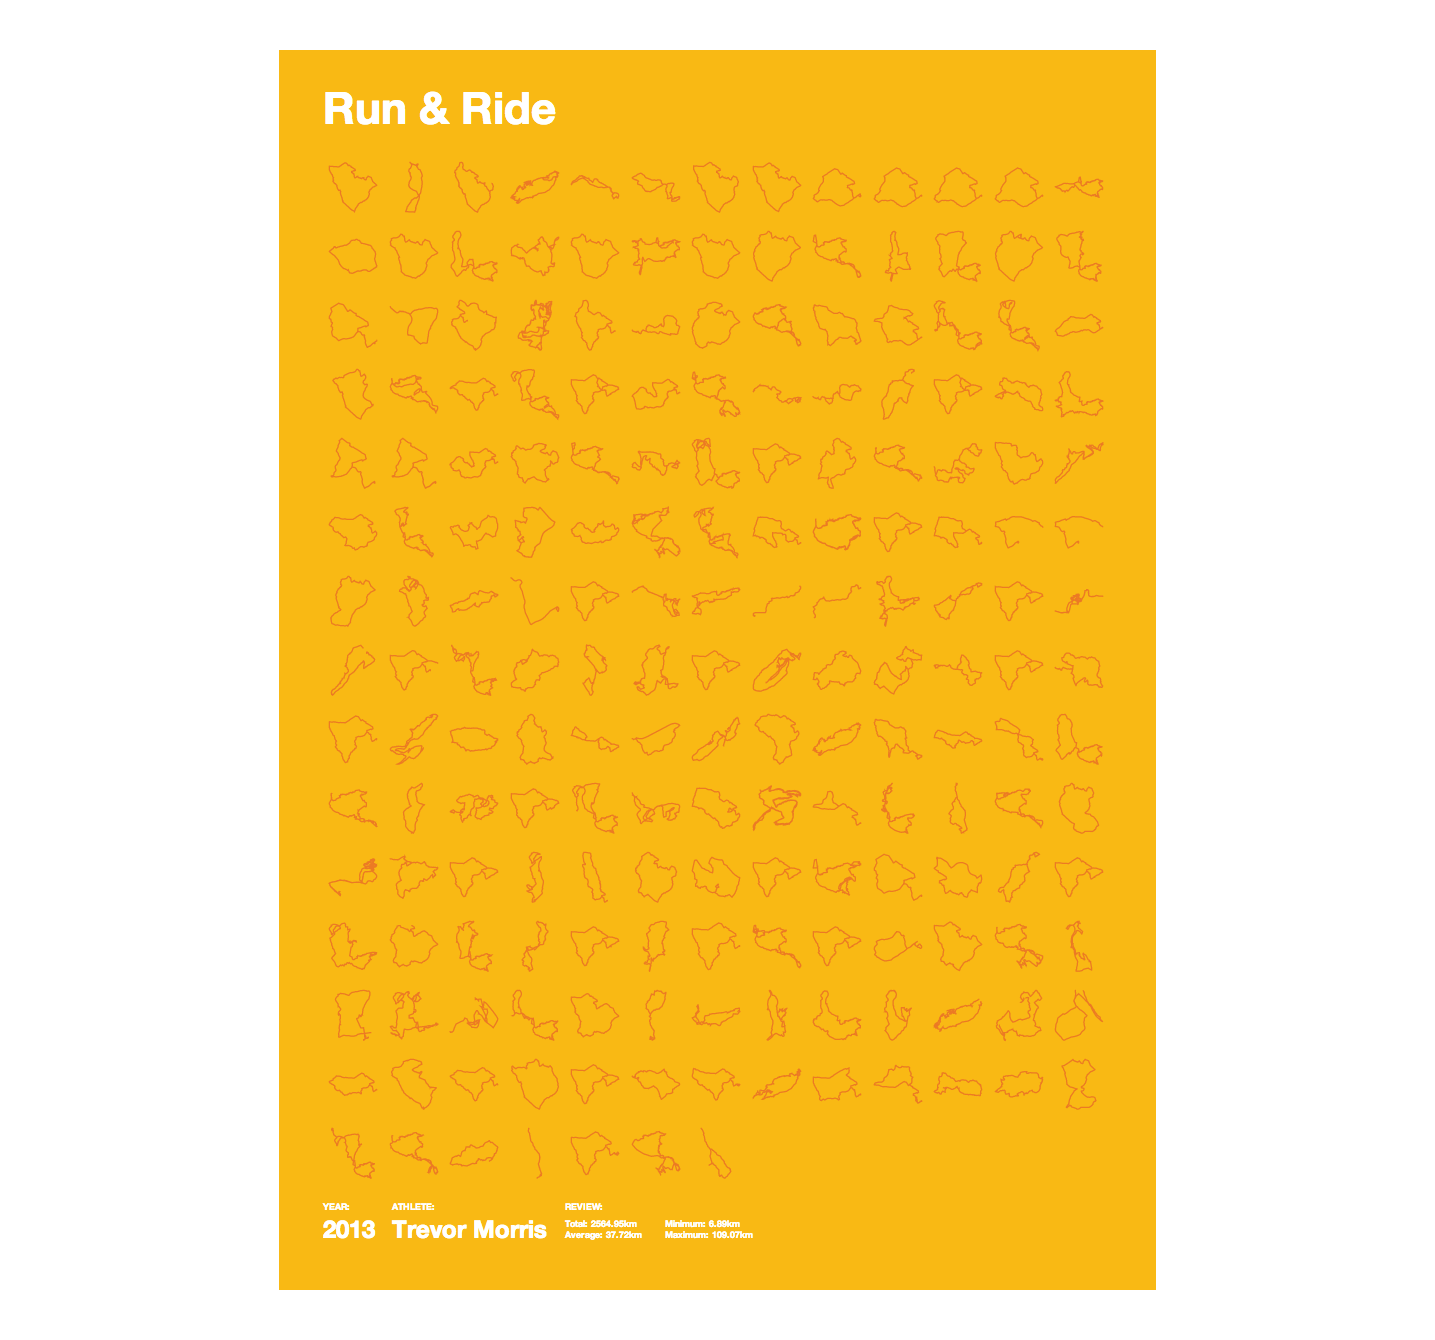 Run & Ride
YEAR:
2013
ATHLETE:
Trevor Morris
REVIEW:
Total: 2564.95km
Average: 37.72km
Minimum: 6.89km
Maximum: 109.07km